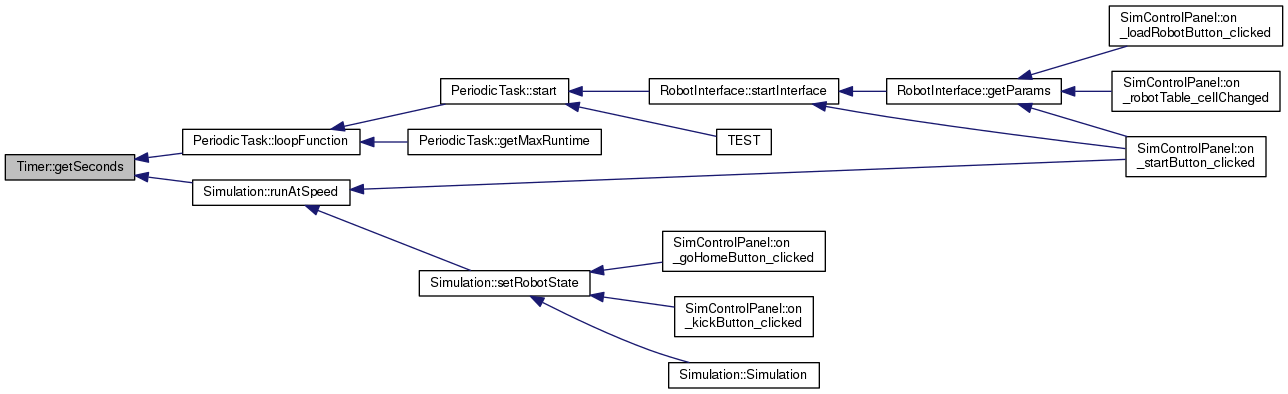 SimControlPanel::on
_loadRobotButton_clicked
PeriodicTask::start
RobotInterface::startInterface
RobotInterface::getParams
SimControlPanel::on
_robotTable_cellChanged
PeriodicTask::loopFunction
PeriodicTask::getMaxRuntime
TEST
SimControlPanel::on
_startButton_clicked
Timer::getSeconds
Simulation::runAtSpeed
SimControlPanel::on
_goHomeButton_clicked
Simulation::setRobotState
SimControlPanel::on
_kickButton_clicked
Simulation::Simulation